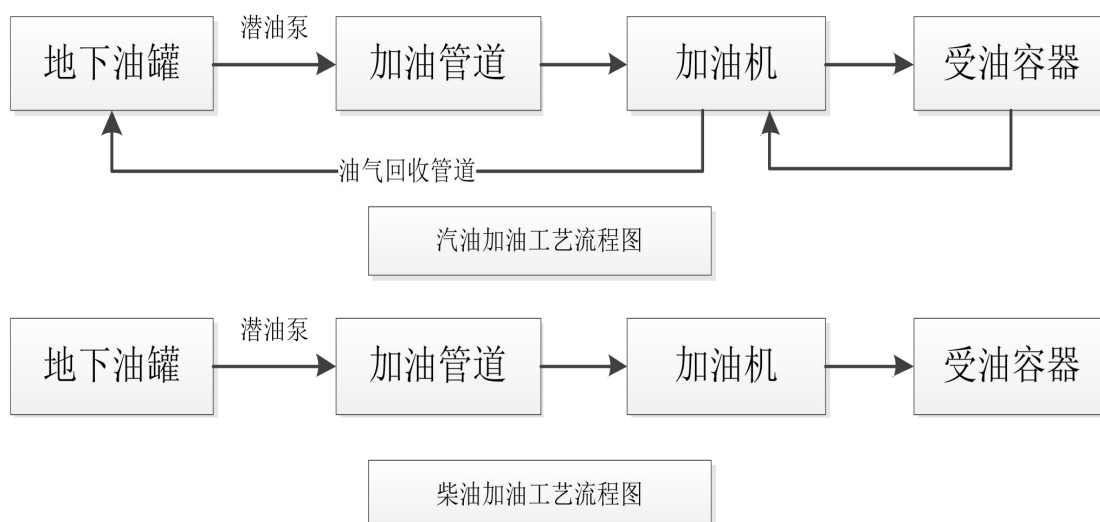 潜油泵
地下油罐
加油管道
加油机
受油容器
油气回收管道
汽油加油工艺流程图
潜油泵
地下油罐
加油管道
加油机
受油容器
柴油加油工艺流程图